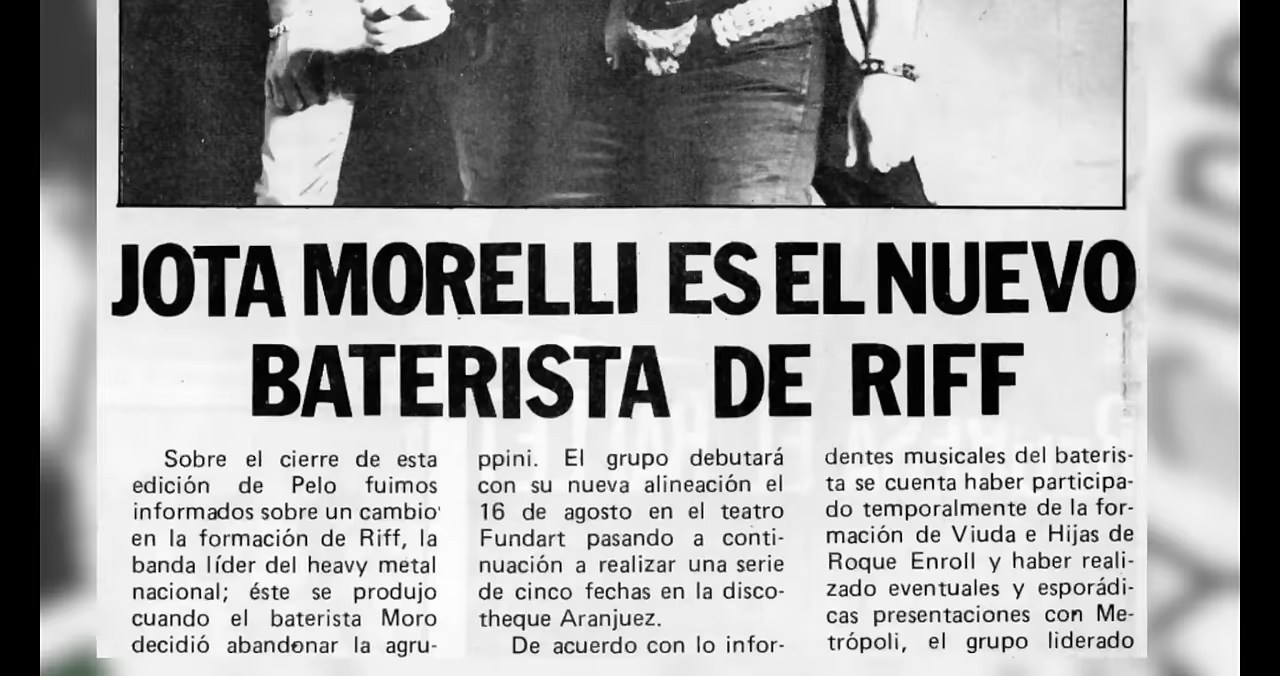 JOTA MORELLI ES EL NUEVO
BATERISTA DE RIFF
Sobre el cierre de esta
edición de Pelo fuimos
informados sobre un cambio
en la formación de Riff, la
banda líder del heavy metal
nacional; éste se produjo
cuando el baterista Moro
decidió abandonar la agru-
ppini. El grupo debutará
con su nueva alineación el
16 de agosto en el teatro
Fundart pasando a conti-
nuación a realizar una serie
de cinco fechas en la disco-
theque Aranjuez.
De acuerdo con lo infor-
dentes musicales del bateris-
ta se cuenta haber participa-
do temporalmente de la for-
mación de Viuda e Hijas de
Roque Enroll y haber reali-
zado eventuales y esporádi-
cas presentaciones con Me-
trópoli, el grupo liderado